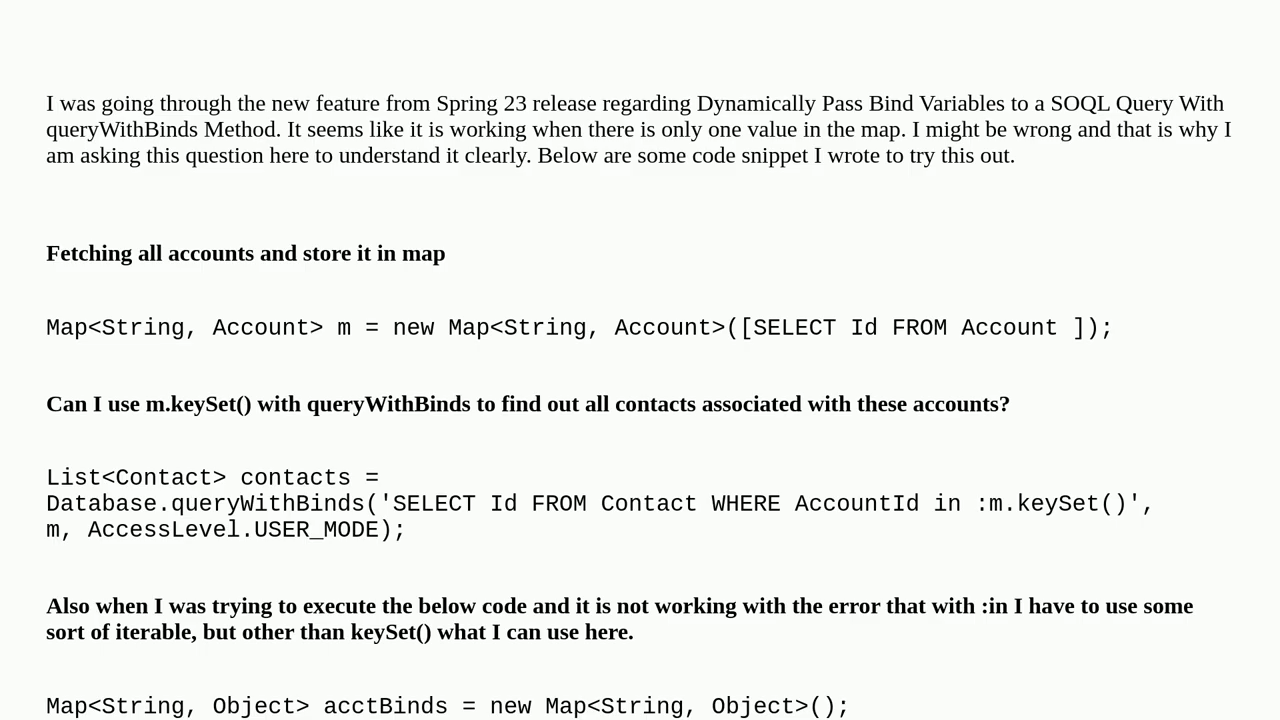 I was going through the new feature from Spring 23 release regarding Dynamically Pass Bind Variables to a SOQL Query With
queryWithBinds Method. It seems like it is working when there is only one value in the map. I might be wrong and that is why I
am asking this question here to understand it clearly. Below are some code snippet I wrote to try this out.
Fetching all accounts and store it in map
Map<String, Account> m = new Map<String, Account>([SELECT Id FROM Account ]);
Can I use m.keySet() with queryWithBinds to find out all contacts associated with these accounts?
List<Contact> contacts =
Database.queryWithBinds('SELECT Id FROM Contact WHERE AccountId in :m.keySet()',
m, AccessLevel.USER_MODE);
Also when I was trying to execute the below code and it is not working with the error that with :in I have to use some
sort of iterable, but other than keySet() what I can use here.
Map<String, Object> acctBinds = new Map<String, Object>();